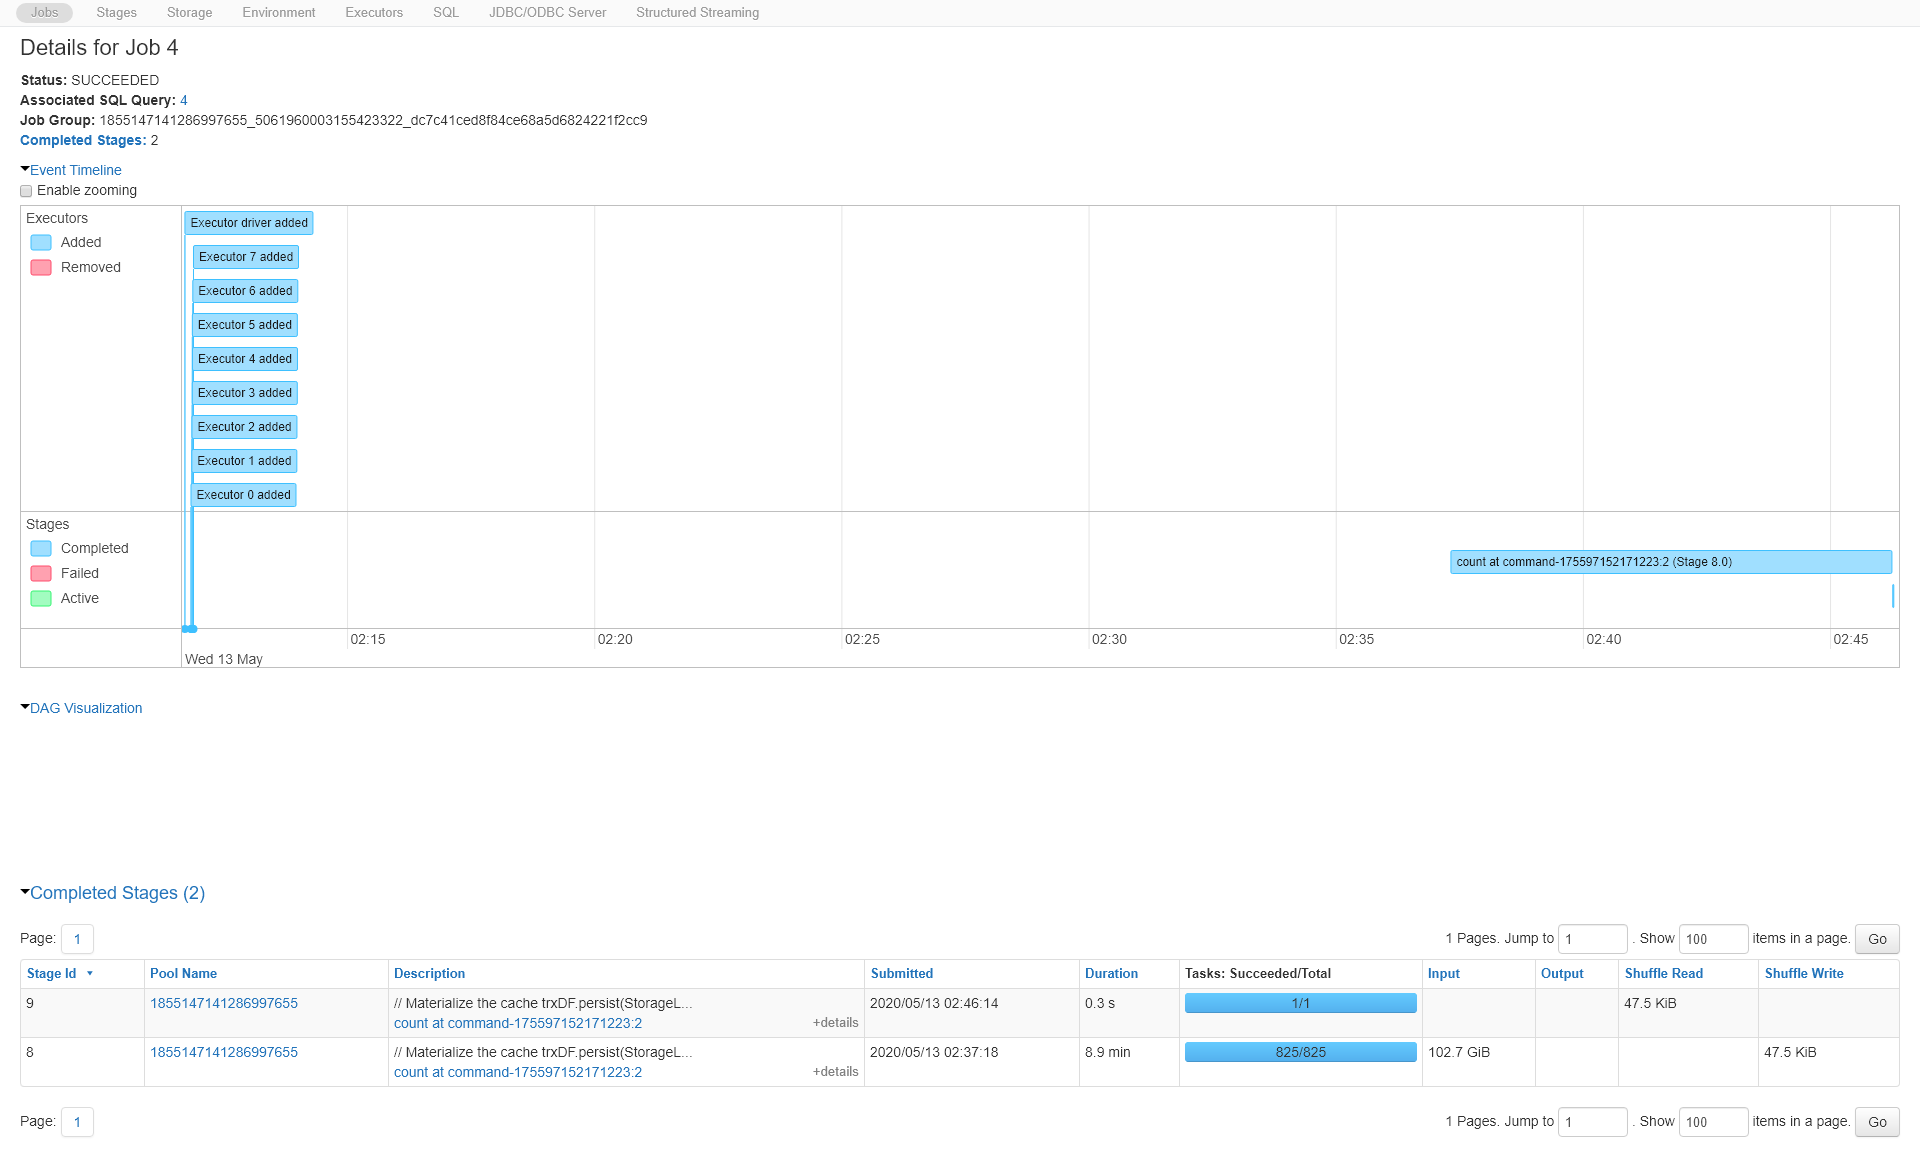 Jobs Stages Storage Environment Executors SQL JDBC/ODBC Server Structured Streaming
Details for Job 4
Status: SUCCEEDED
Associated SQL Query: 4
Job Group: 1855147141286997655_5061960003155423322_dc7c41ced8f84ce68a5d6824221f2cc9
Completed Stages: 2
Event Timeline
Enable zooming
Executors
Added
Removed
Executor driver added
Executor 7 added
Executor 6 added
Executor 5 added
Executor 4 added
Executor 3 added
Executor 2 added
Executor 1 added
Executor 0 added
Stages
Completed
Failed
Active
count at command-175597152171223:2 (Stage 8.0)
02:15 02:20 02:25 02:30 02:35 02:40 02:45
Wed 13 May
DAG Visualization
Completed Stages (2)
Page: 1 1 Pages. Jump to 1 . Show 100 items in a page. Go
Stage Id Pool Name Description Submitted Duration Tasks: Succeeded/Total Input Output Shuffle Read Shuffle Write
9 1855147141286997655 // Materialize the cache trxDF.persist(StorageL... 2020/05/13 02:46:14 0.3 s 1/1 47.5 KiB
count at command-175597152171223:2 +details
8 1855147141286997655 // Materialize the cache trxDF.persist(StorageL... 2020/05/13 02:37:18 8.9 min 825/825 102.7 GiB 47.5 KiB
count at command-175597152171223:2 +details
Page: 1 1 Pages. Jump to 1 . Show 100 items in a page. Go